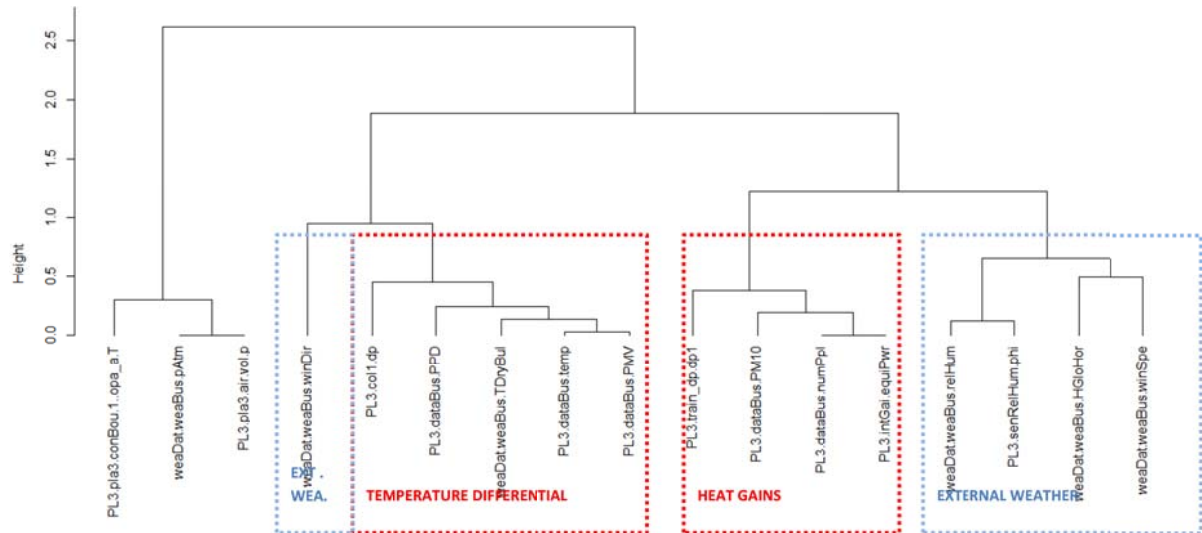 Height
0.0
0.5
1.0
1.5
2.0
2.5
PL3.pla3.conBou.1..opa_a.T
weaDat.weaBus.pAtm
PL3.pla3.air.vol.p
weaDat.weaBus.winDir
PL3.col1.dp
PL3.dataBus.PPD
weaDat.weaBus.TDryBul
PL3.dataBus.temp
PL3.dataBus.PMV
PL3.train_dp.dp1
PL3.dataBus.PM10
PL3.dataBus.numPpl
PL3.intGai.equiPwr
weaDat.weaBus.relHum
PL3.senRelHum.phi
weaDat.weaBus.HGloHor
weaDat.weaBus.winSpe
EXT.
WEA.
TEMPERATURE DIFFERENTIAL
HEAT GAINS
EXTERNAL WEATHER